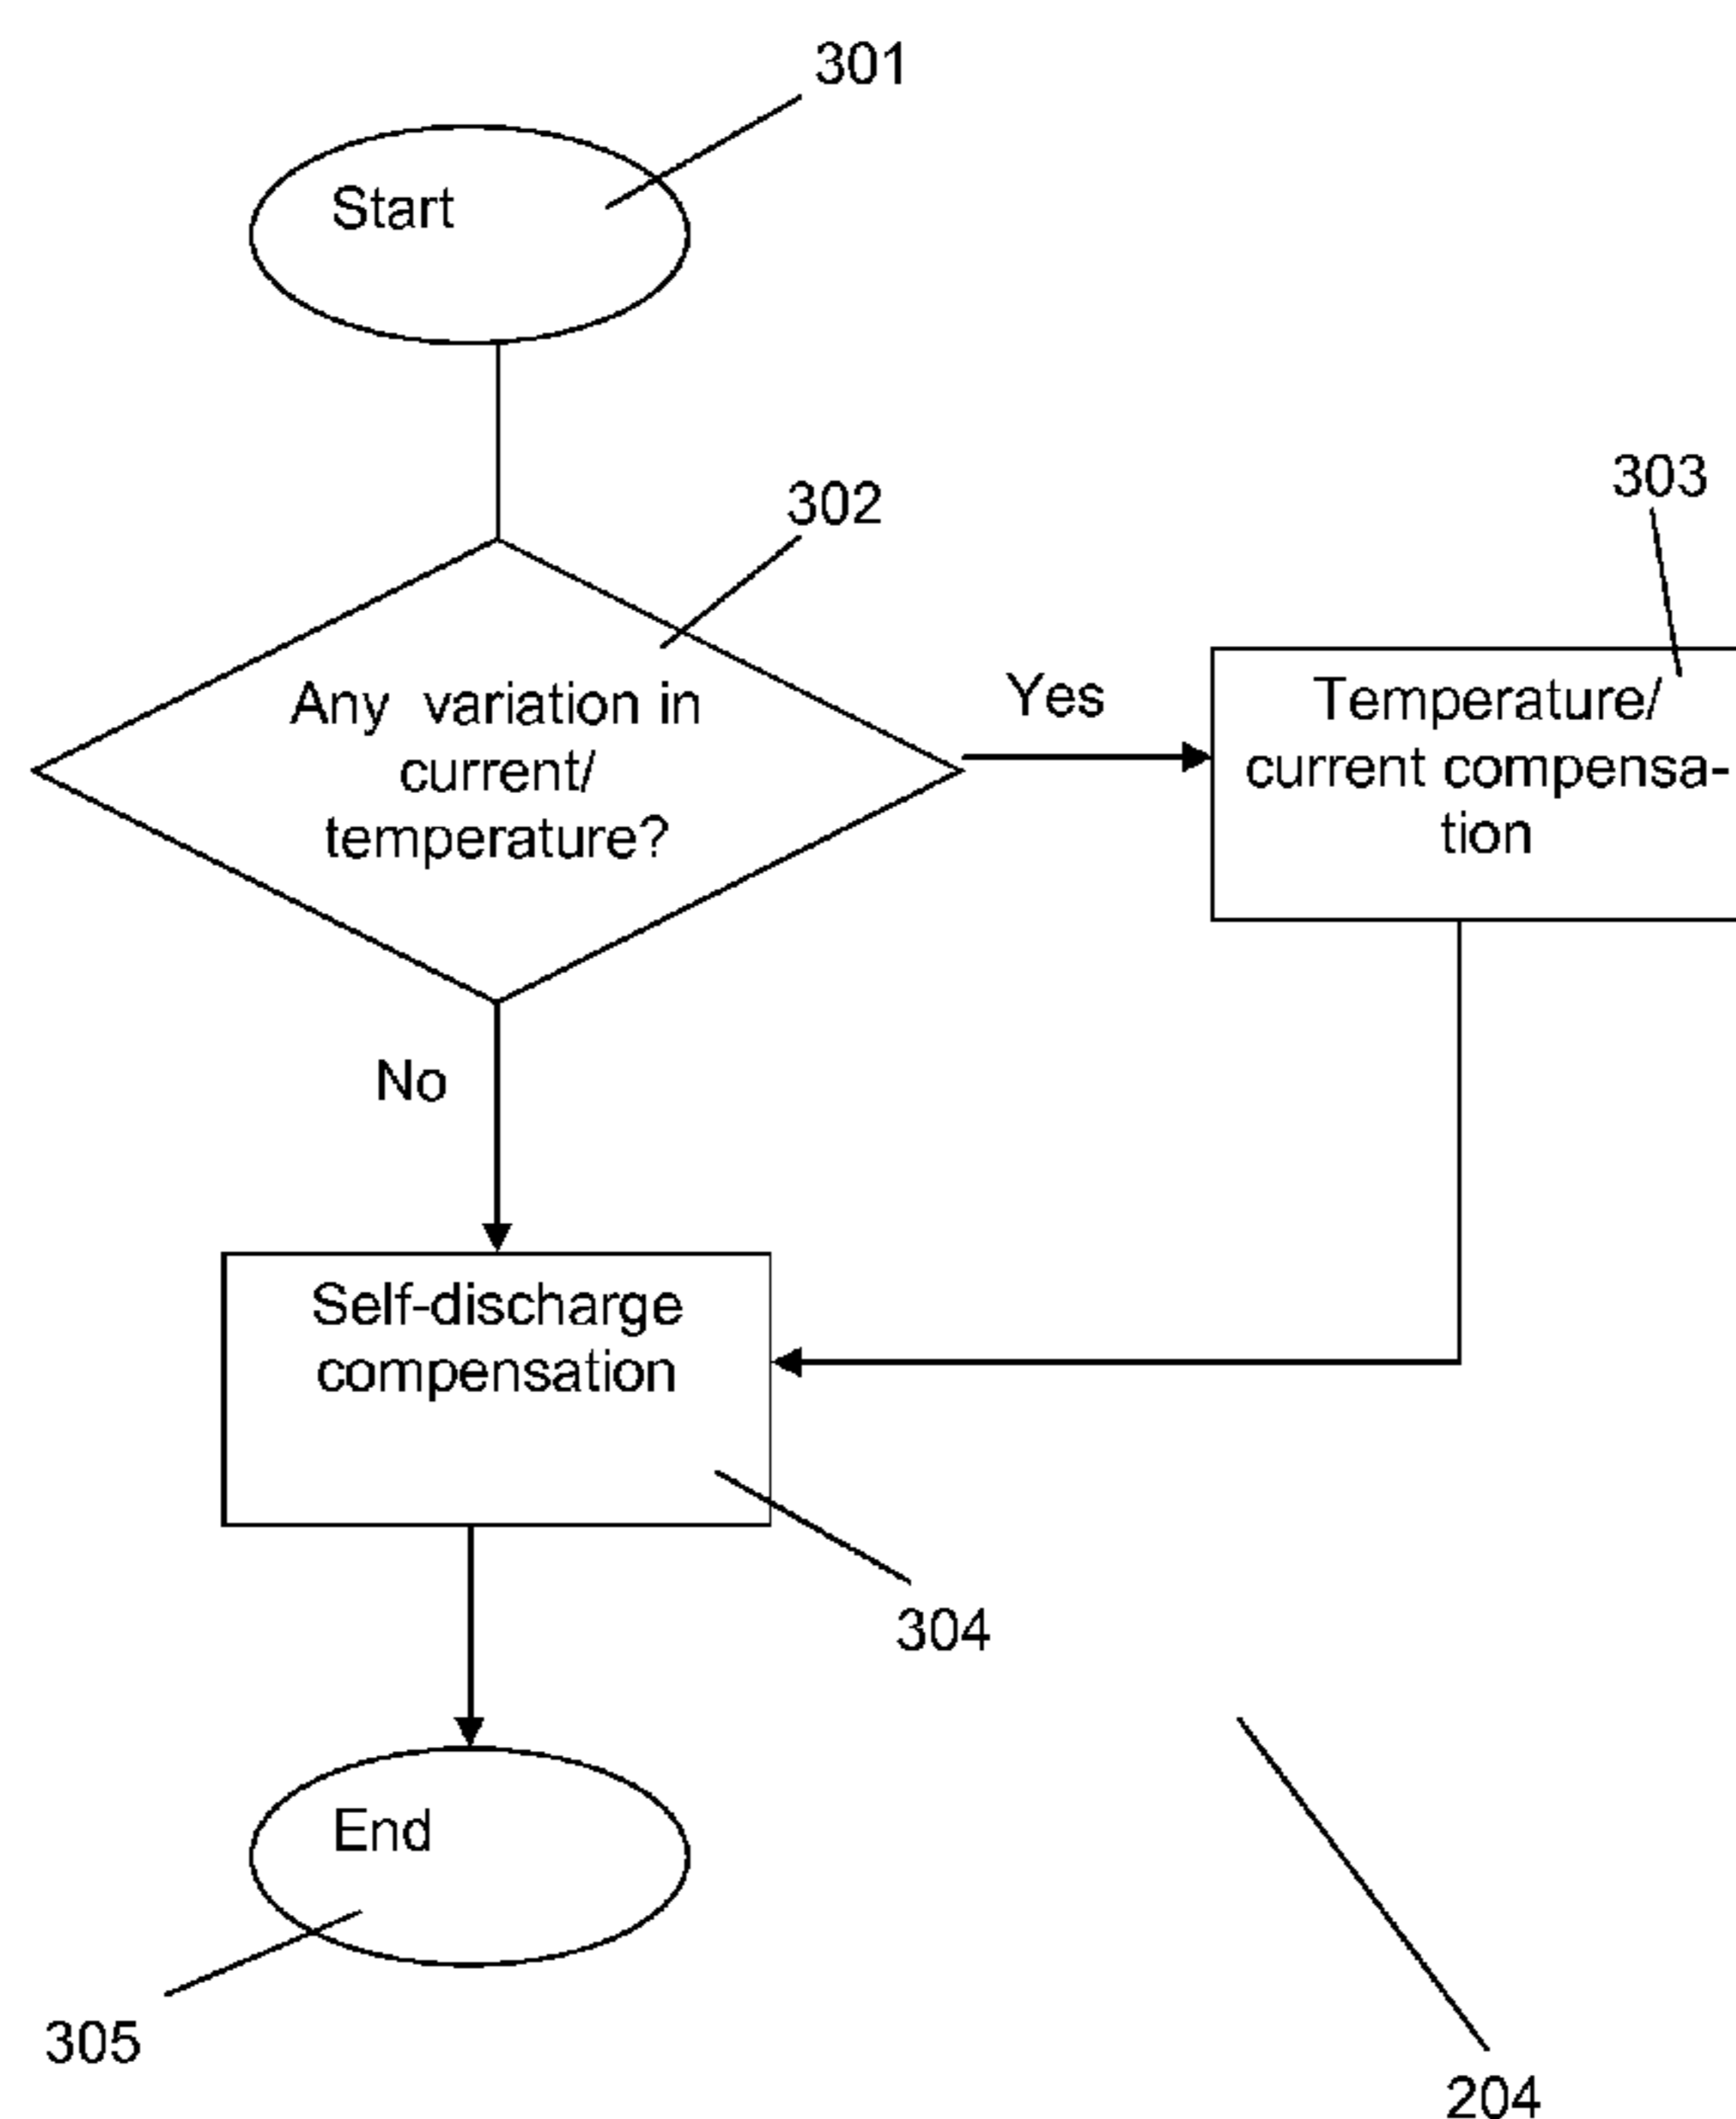 301
Start
302
303
Any variation in
current/
temperature?
Yes
Temperature/
current compensa-
tion
No
Self-discharge
compensation
304
End
305
204